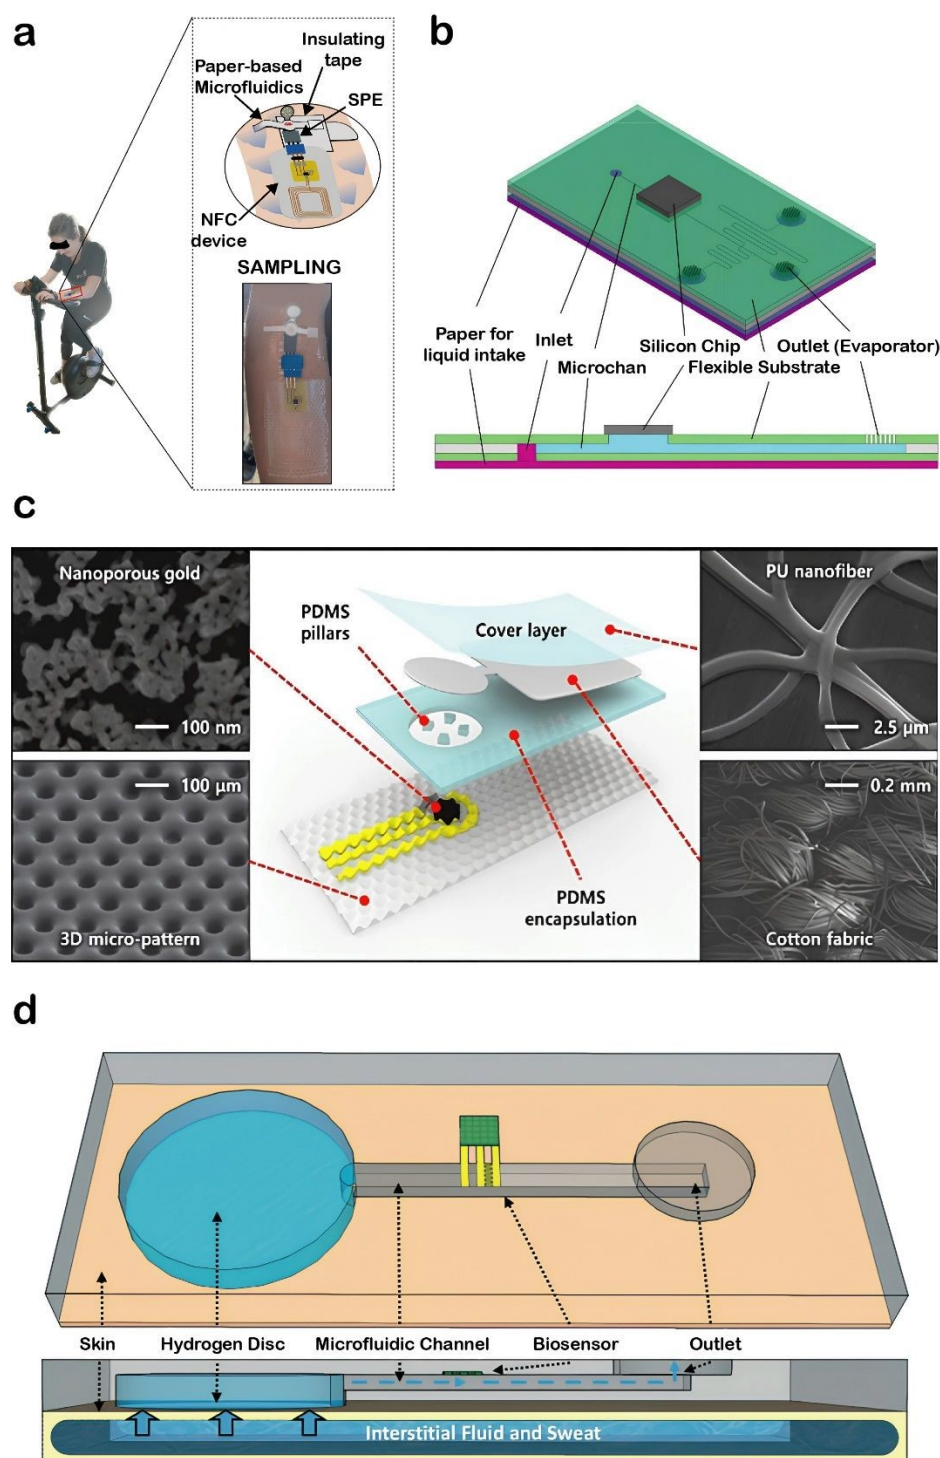 a
Insulating
tape
Paper-based
Microfluidics
SPE
NFC
device
SAMPLING
b
Paper for
liquid intake
Inlet
Microchan
Silicon Chip
Flexible Substrate
Outlet (Evaporator)
c
Nanoporous gold
100 nm
100 µm
3D micro-pattern
PDMS
pillars
Cover layer
PDMS
encapsulation
PU nanofiber
2.5 µm
0.2 mm
Cotton fabric
d
Skin
Hydrogen Disc
Microfluidic Channel
Biosensor
Outlet
Interstitial Fluid and Sweat